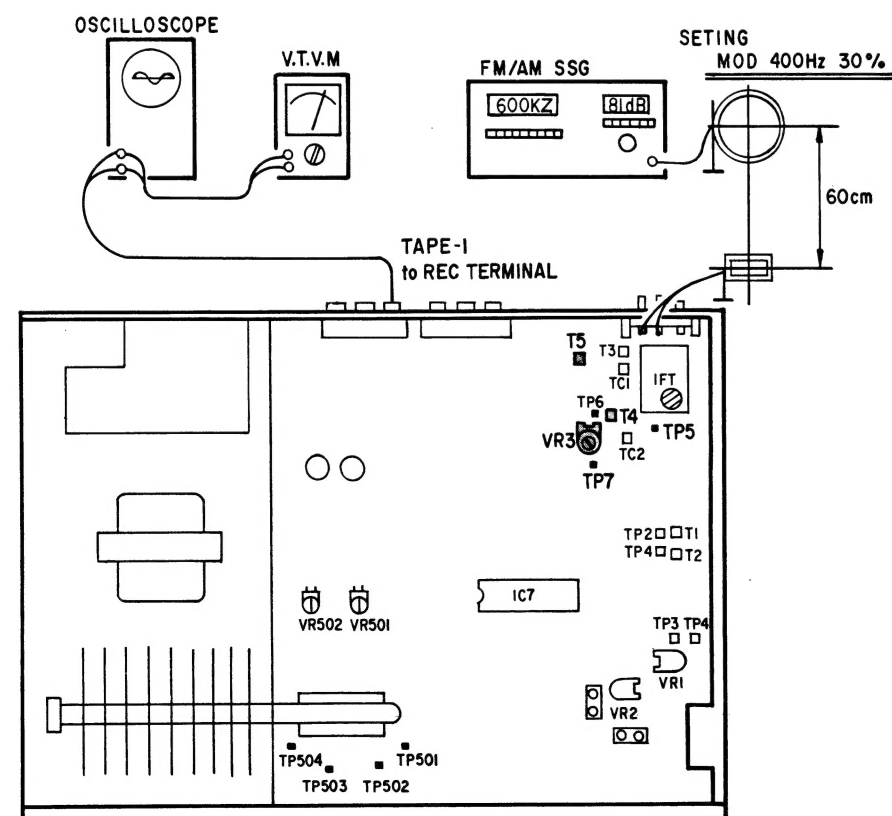 OSCILLOSCOPE
V.T.V.M
FM/AM SSG
600KZ
81dB
SETING
MOD 400Hz 30%
60cm
TAPE-1
to REC TERMINAL
T5
T3
TC1
IFT
TP6
T4
VR3
TC2
TP5
TP7
TP2
T1
TP4
T2
IC7
VR502
VR501
TP3
TP4
VR1
VR2
TP504
TP501
TP503
TP502